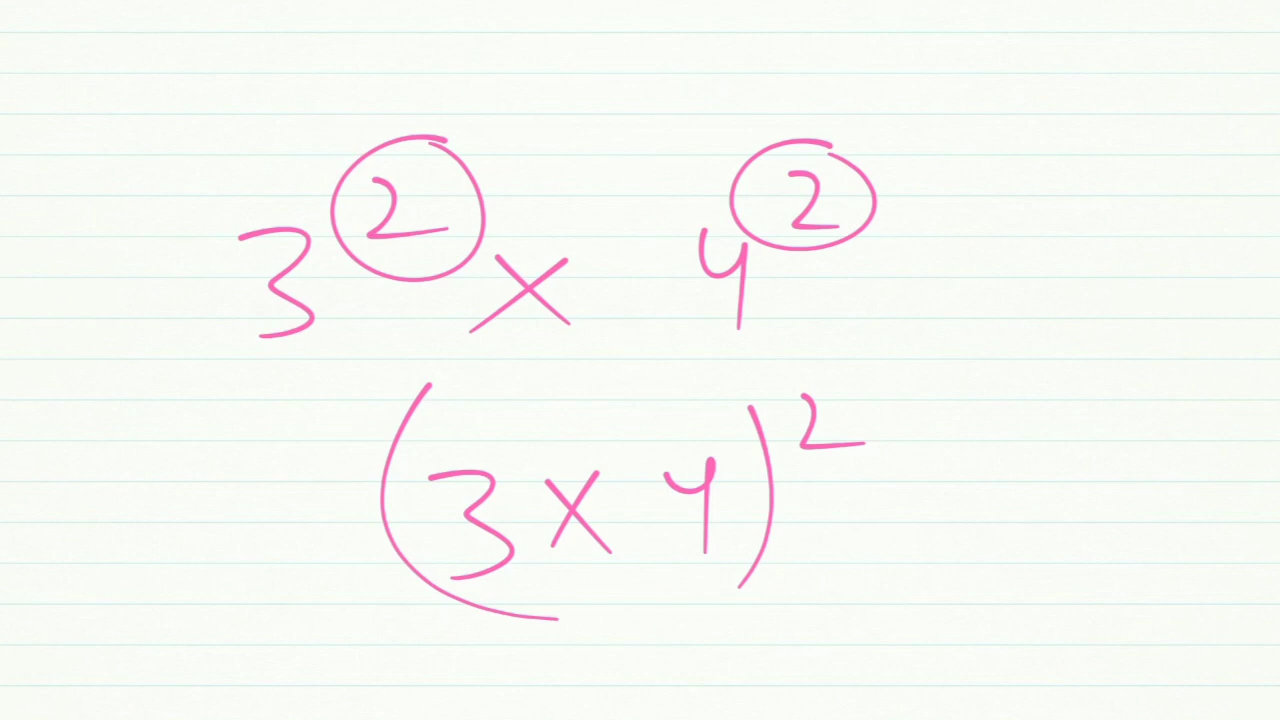 3² × 4²
(3 × 4)²